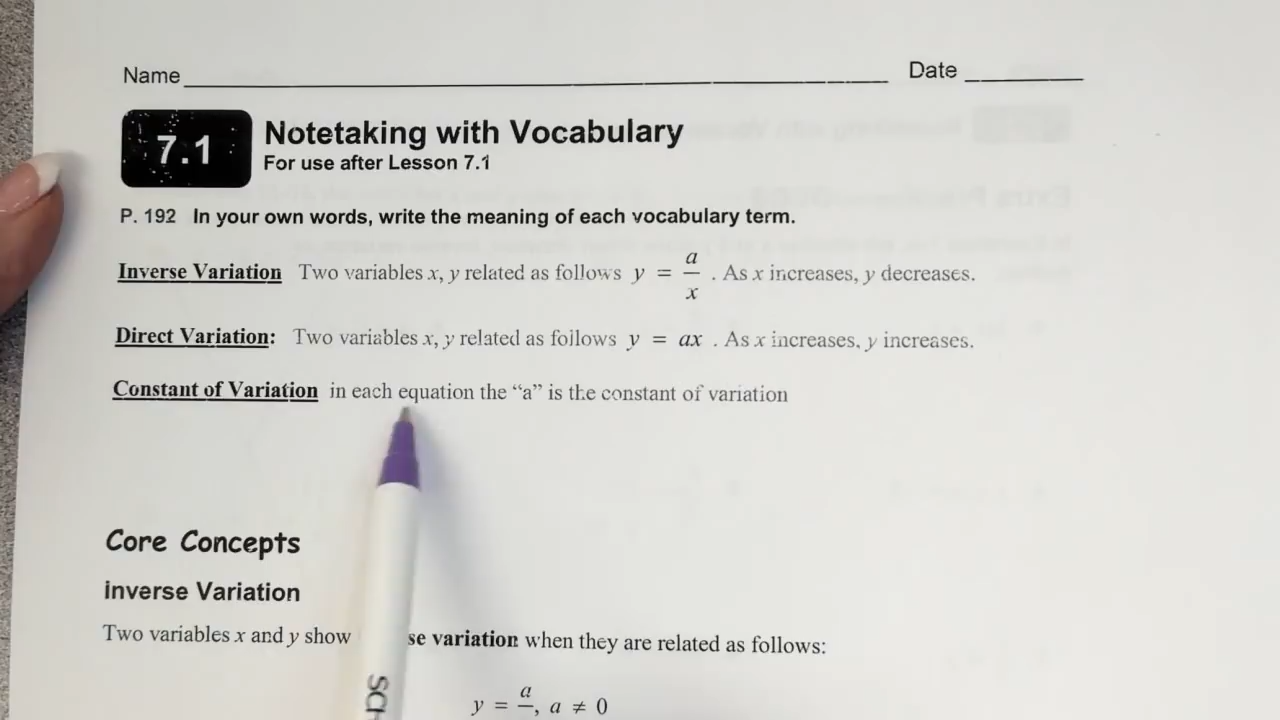 Name Date
7.1 Notetaking with Vocabulary
For use after Lesson 7.1
P. 192 In your own words, write the meaning of each vocabulary term.
Inverse Variation Two variables x, y related as follows y = a/x . As x increases, y decreases.
Direct Variation: Two variables x, y related as follows y = ax . As x increases, y increases.
Constant of Variation in each equation the “a” is the constant of variation
Core Concepts
Inverse Variation
Two variables x and y show se variation when they are related as follows:
y = a/ , a ≠ 0
SCH